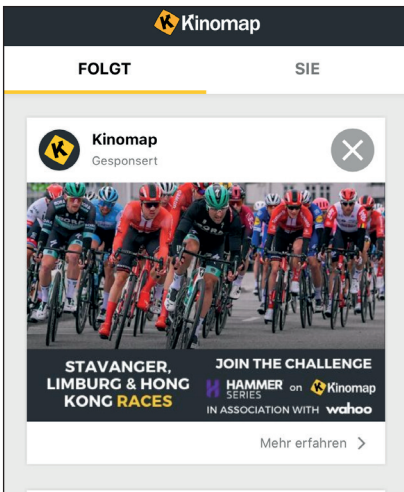 Kinomap
FOLGT
SIE
Kinomap
Gesponsert
STAVANGER,
LIMBURG & HONG
KONG RACES
JOIN THE CHALLENGE
HAMMER SERIES on Kinomap
IN ASSOCIATION WITH wahoo
Mehr erfahren